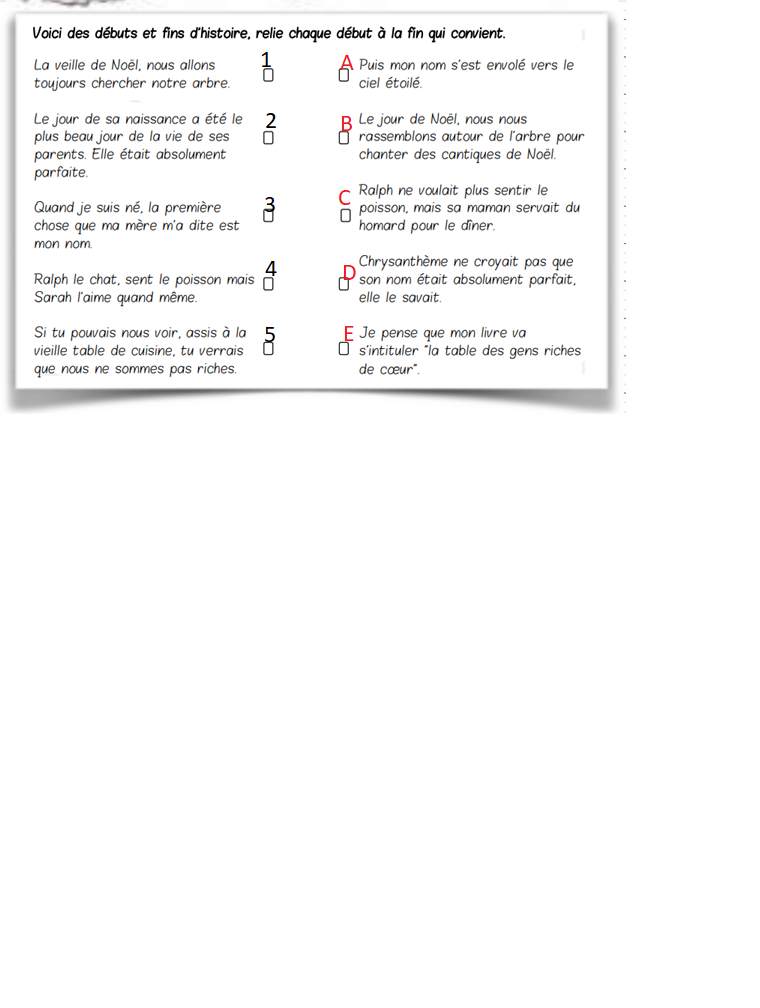 Voici des débuts et fins d'histoire, relie chaque début à la fin qui convient.
La veille de Noël, nous allons
toujours chercher notre arbre.
1
Le jour de sa naissance a été le
plus beau jour de la vie de ses
parents. Elle était absolument
parfaite.
2
Quand je suis né, la première
chose que ma mère m'a dite est
mon nom.
3
Ralph le chat, sent le poisson mais
Sarah l'aime quand même.
4
Si tu pouvais nous voir, assis à la
vieille table de cuisine, tu verrais
que nous ne sommes pas riches.
5
A
Puis mon nom s'est envolé vers le
ciel étoilé.
B
Le jour de Noël, nous nous
rassemblons autour de l'arbre pour
chanter des cantiques de Noël.
C
Ralph ne voulait plus sentir le
poisson, mais sa maman servait du
homard pour le dîner.
D
Chrysanthème ne croyait pas que
son nom était absolument parfait,
elle le savait.
E
Je pense que mon livre va
s'intituler "la table des gens riches
de cœur".